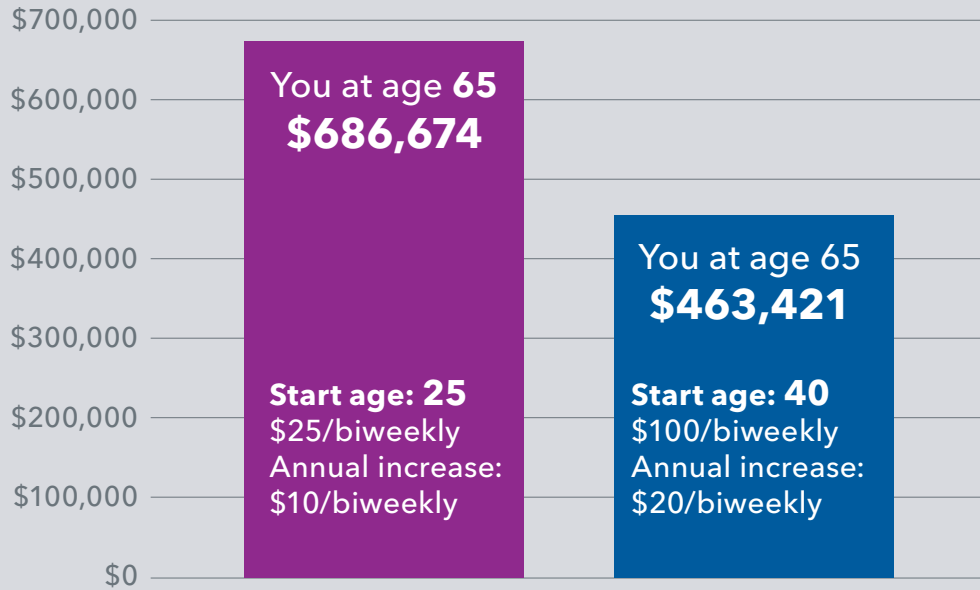 $700,000
$600,000
$500,000
$400,000
$300,000
$200,000
$100,000
$0
You at age 65
$686,674
Start age: 25
$25/biweekly
Annual increase:
$10/biweekly
You at age 65
$463,421
Start age: 40
$100/biweekly
Annual increase:
$20/biweekly